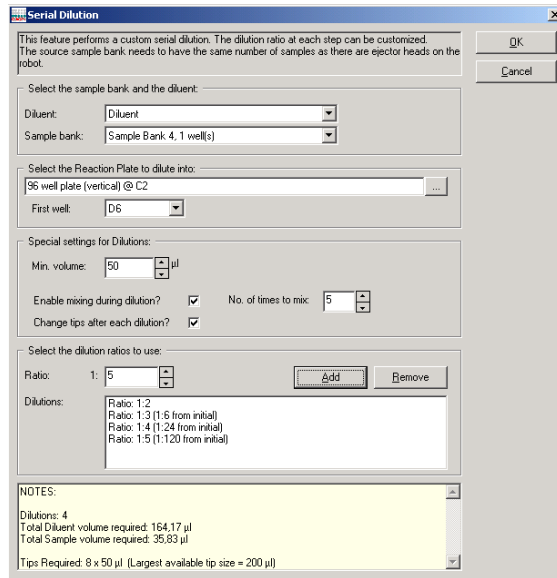 Serial Dilution
This feature performs a custom serial dilution. The dilution ratio at each step can be customized.
The source sample bank needs to have the same number of samples as there are ejector heads on the
robot.
OK
Cancel
Select the sample bank and the diluent:
Diluent:
Diluent
Sample bank:
Sample Bank 4, 1 well(s)
Select the Reaction Plate to dilute into:
96 well plate (vertical) @ C2
...
First well:
D6
Special settings for Dilutions:
Min. volume:
50
µl
Enable mixing during dilution?
No. of times to mix:
5
Change tips after each dilution?
Select the dilution ratios to use:
Ratio:
1:
5
Add
Remove
Dilutions:
Ratio: 1:2
Ratio: 1:3 (1:6 from initial)
Ratio: 1:4 (1:24 from initial)
Ratio: 1:5 (1:120 from initial)
NOTES:
Dilutions: 4
Total Diluent volume required: 164,17 µl
Total Sample volume required: 35,83 µl
Tips Required: 8 x 50 µl (Largest available tip size = 200 µl)